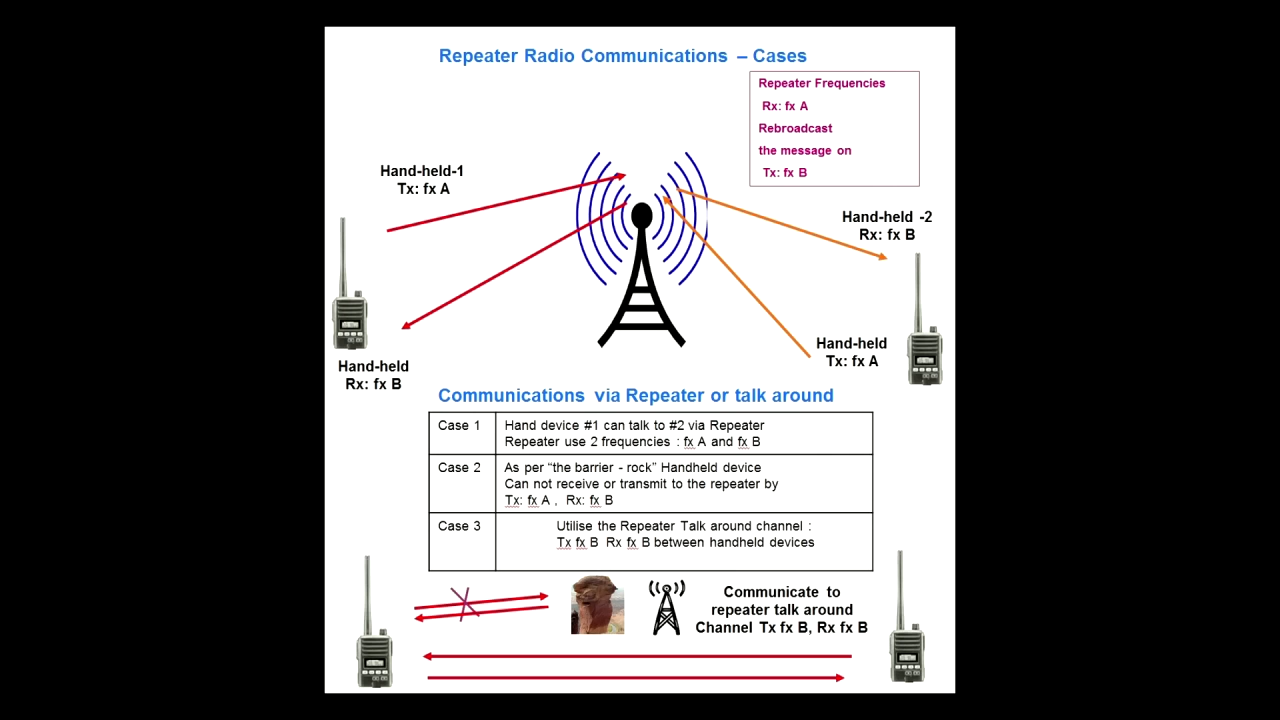 Repeater Radio Communications – Cases
Repeater Frequencies
Rx: fx A
Rebroadcast
the message on
Tx: fx B
Hand-held-1
Tx: fx A
Hand-held -2
Rx: fx B
Hand-held
Tx: fx A
Hand-held
Rx: fx B
Communications via Repeater or talk around
Case 1
Hand device #1 can talk to #2 via Repeater
Repeater use 2 frequencies : fx A and fx B
Case 2
As per “the barrier - rock” Handheld device
Can not receive or transmit to the repeater by
Tx: fx A , Rx: fx B
Case 3
Utilise the Repeater Talk around channel :
Tx fx B Rx fx B between handheld devices
Communicate to
repeater talk around
Channel Tx fx B, Rx fx B